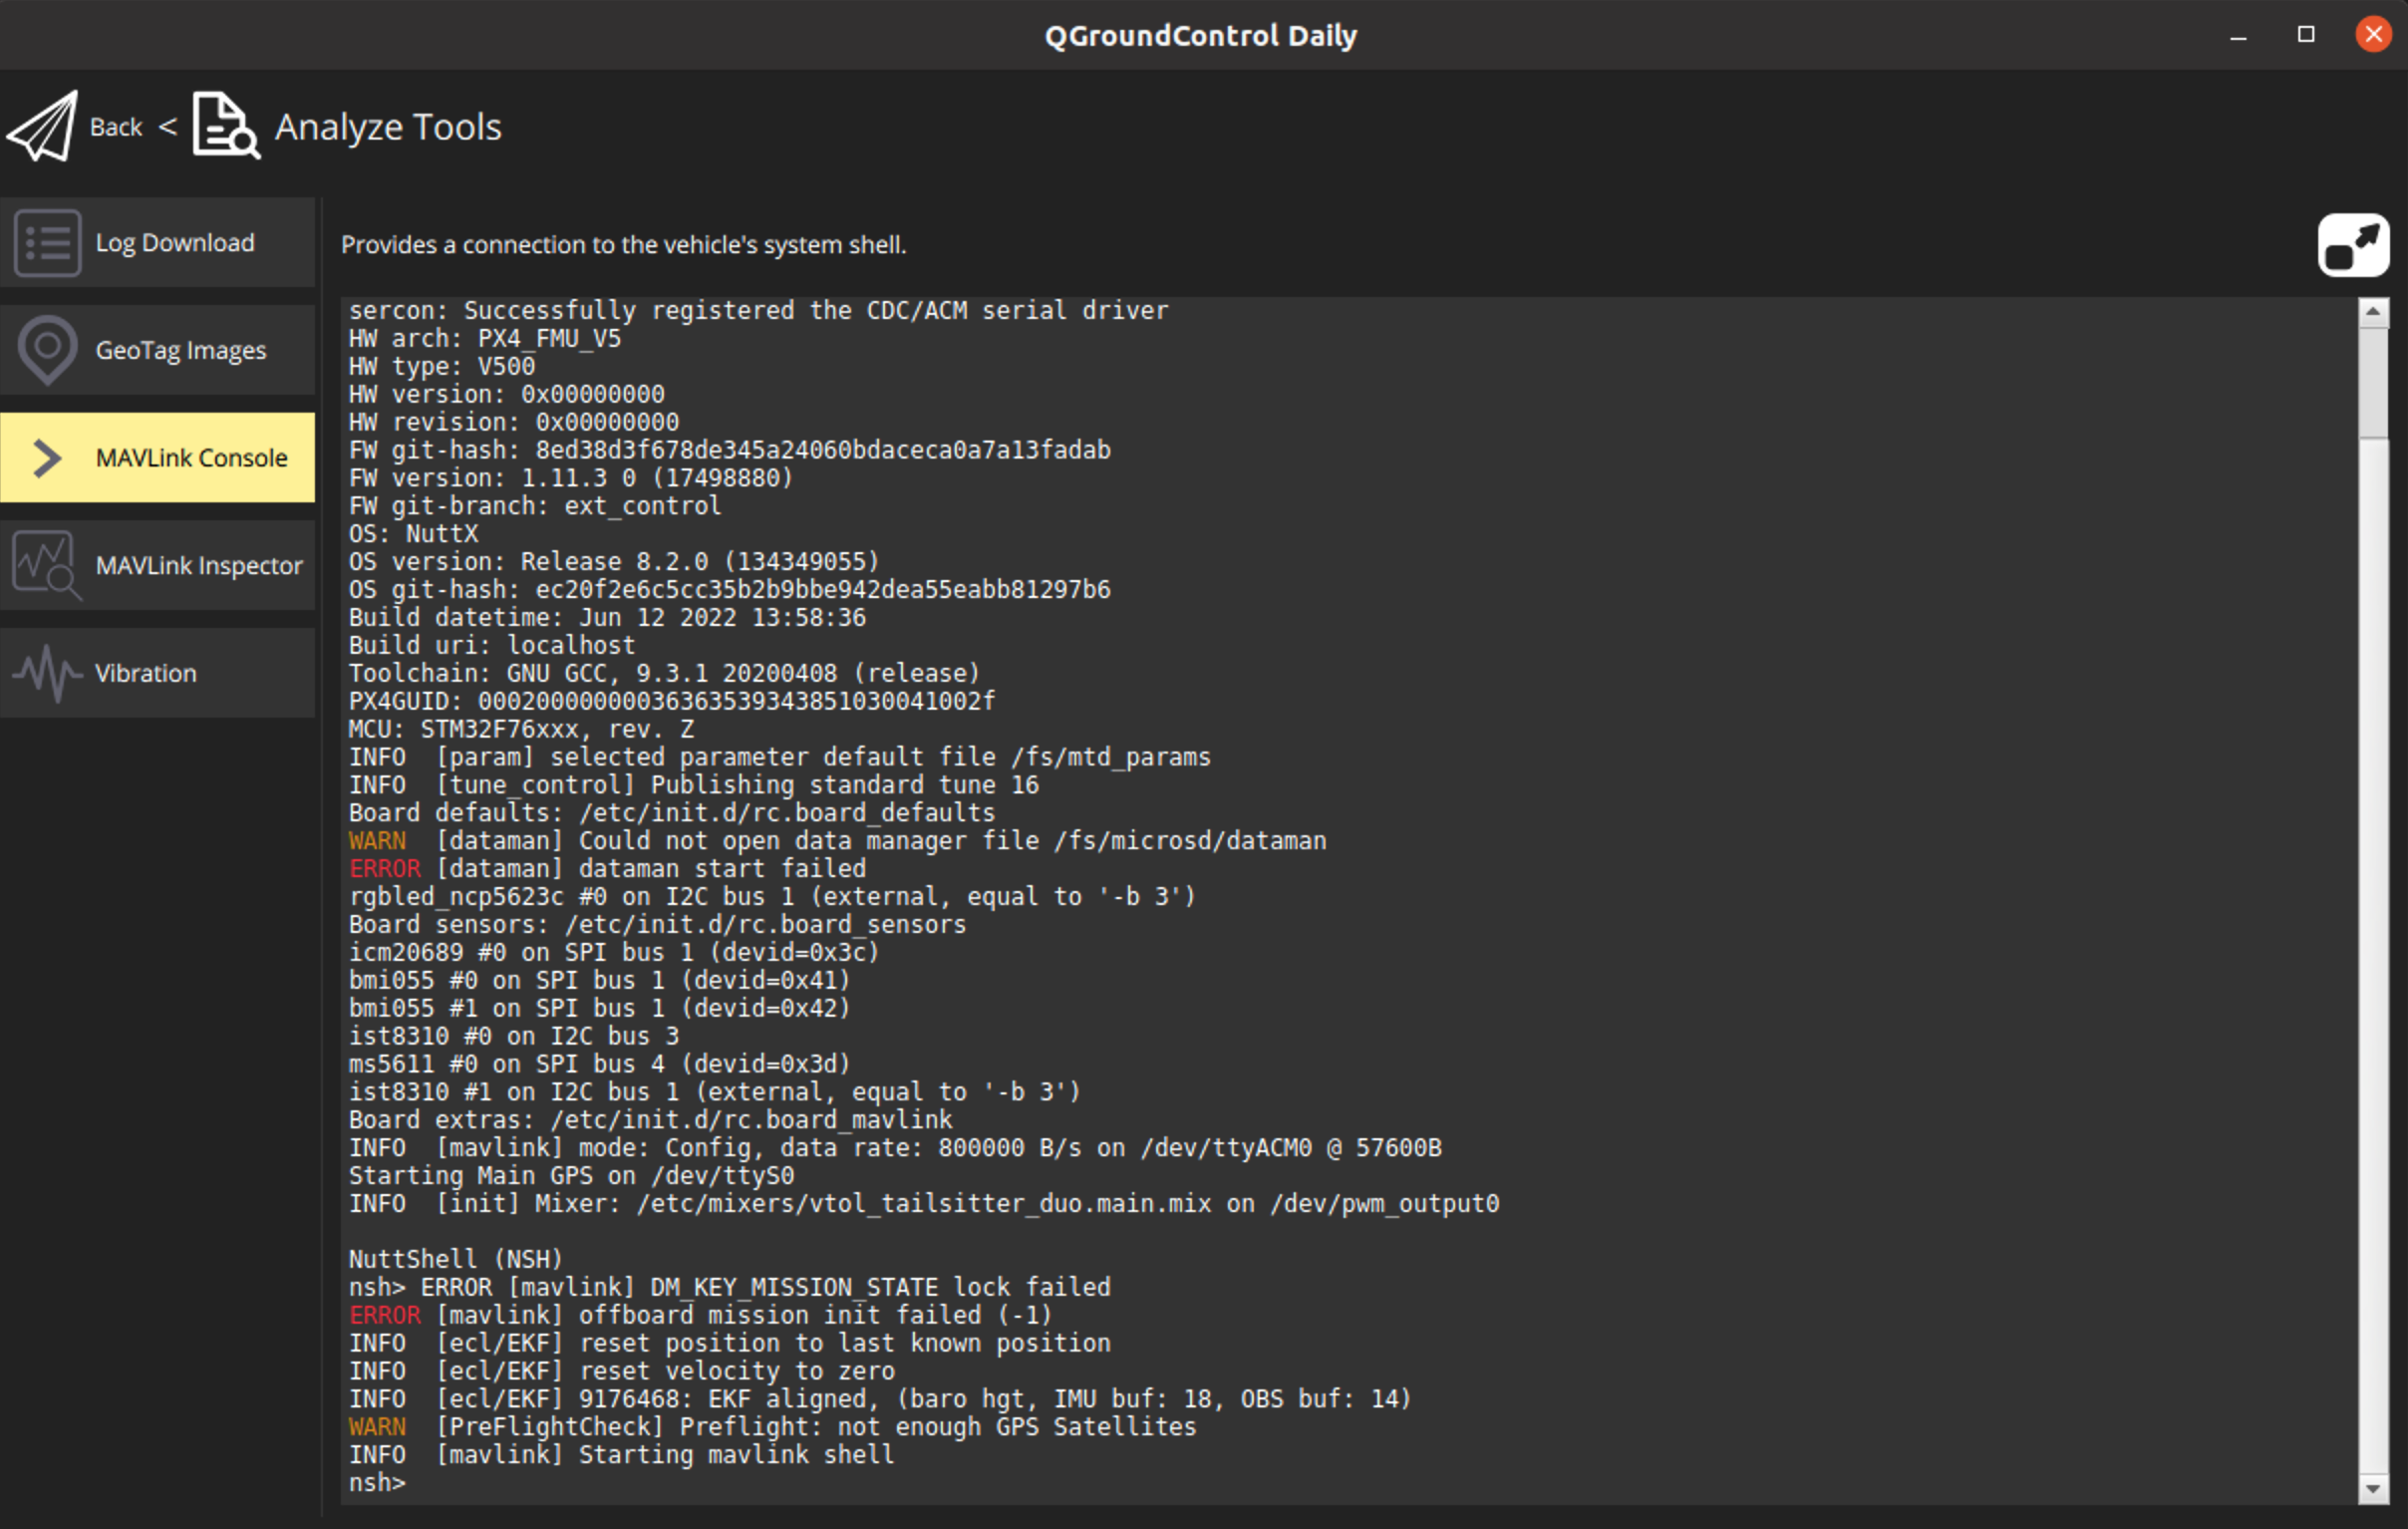 QGroundControl Daily
Back < Analyze Tools
Log Download
GeoTag Images
MAVLink Console
MAVLink Inspector
Vibration
Provides a connection to the vehicle's system shell.
sercon: Successfully registered the CDC/ACM serial driver
HW arch: PX4_FMU_V5
HW type: V500
HW version: 0x00000000
HW revision: 0x00000000
FW git-hash: 8ed38d3f678de345a24060bdaceca0a7a13fadab
FW version: 1.11.3 0 (17498880)
FW git-branch: ext_control
OS: NuttX
OS version: Release 8.2.0 (134349055)
OS git-hash: ec20f2e6c5cc35b2b9bbe942dea55eabb81297b6
Build datetime: Jun 12 2022 13:58:36
Build uri: localhost
Toolchain: GNU GCC, 9.3.1 20200408 (release)
PX4GUID: 00020000000036363539343851030041002f
MCU: STM32F76xxx, rev. Z
INFO  [param] selected parameter default file /fs/mtd_params
INFO  [tune_control] Publishing standard tune 16
Board defaults: /etc/init.d/rc.board_defaults
WARN  [dataman] Could not open data manager file /fs/microsd/dataman
ERROR [dataman] dataman start failed
rgbled_ncp5623c #0 on I2C bus 1 (external, equal to '-b 3')
Board sensors: /etc/init.d/rc.board_sensors
icm20689 #0 on SPI bus 1 (devid=0x3c)
bmi055 #0 on SPI bus 1 (devid=0x41)
bmi055 #1 on SPI bus 1 (devid=0x42)
ist8310 #0 on I2C bus 3
ms5611 #0 on SPI bus 4 (devid=0x3d)
ist8310 #1 on I2C bus 1 (external, equal to '-b 3')
Board extras: /etc/init.d/rc.board_mavlink
INFO  [mavlink] mode: Config, data rate: 800000 B/s on /dev/ttyACM0 @ 57600B
Starting Main GPS on /dev/ttyS0
INFO  [init] Mixer: /etc/mixers/vtol_tailsitter_duo.main.mix on /dev/pwm_output0
NuttShell (NSH)
nsh> ERROR [mavlink] DM_KEY_MISSION_STATE lock failed
ERROR [mavlink] offboard mission init failed (-1)
INFO  [ecl/EKF] reset position to last known position
INFO  [ecl/EKF] reset velocity to zero
INFO  [ecl/EKF] 9176468: EKF aligned, (baro hgt, IMU buf: 18, OBS buf: 14)
WARN  [PreFlightCheck] Preflight: not enough GPS Satellites
INFO  [mavlink] Starting mavlink shell
nsh>